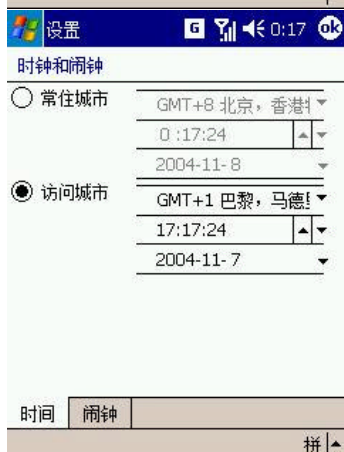 设置 G 0:17 ok
时钟和闹钟
常住城市 GMT+8 北京，香港
0:17:24
2004-11-8
访问城市 GMT+1 巴黎，马德
17:17:24
2004-11-7
时间 闹钟
拼